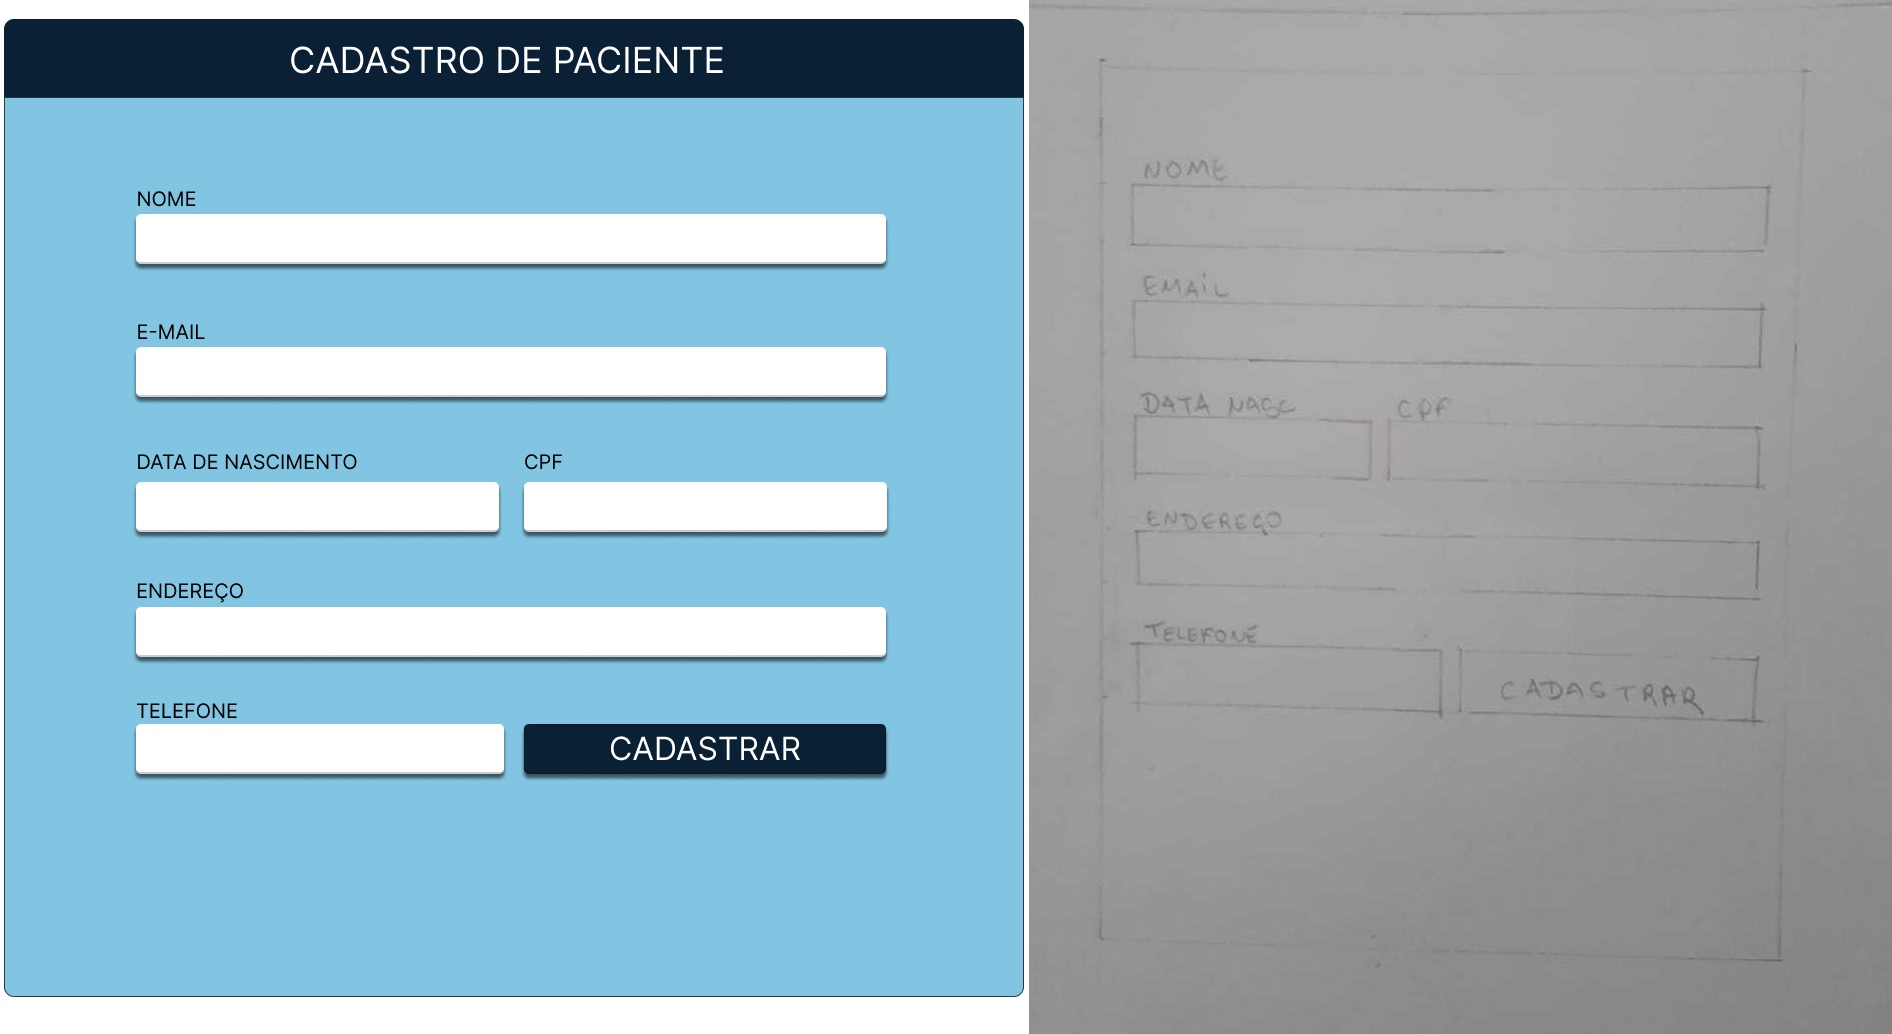 CADASTRO DE PACIENTE
NOME
E-MAIL
DATA DE NASCIMENTO CPF
ENDEREÇO
TELEFONE
CADASTRAR
NOME
EMAIL
DATA NASC CPF
ENDEREÇO
TELEFONE
CADASTRAR